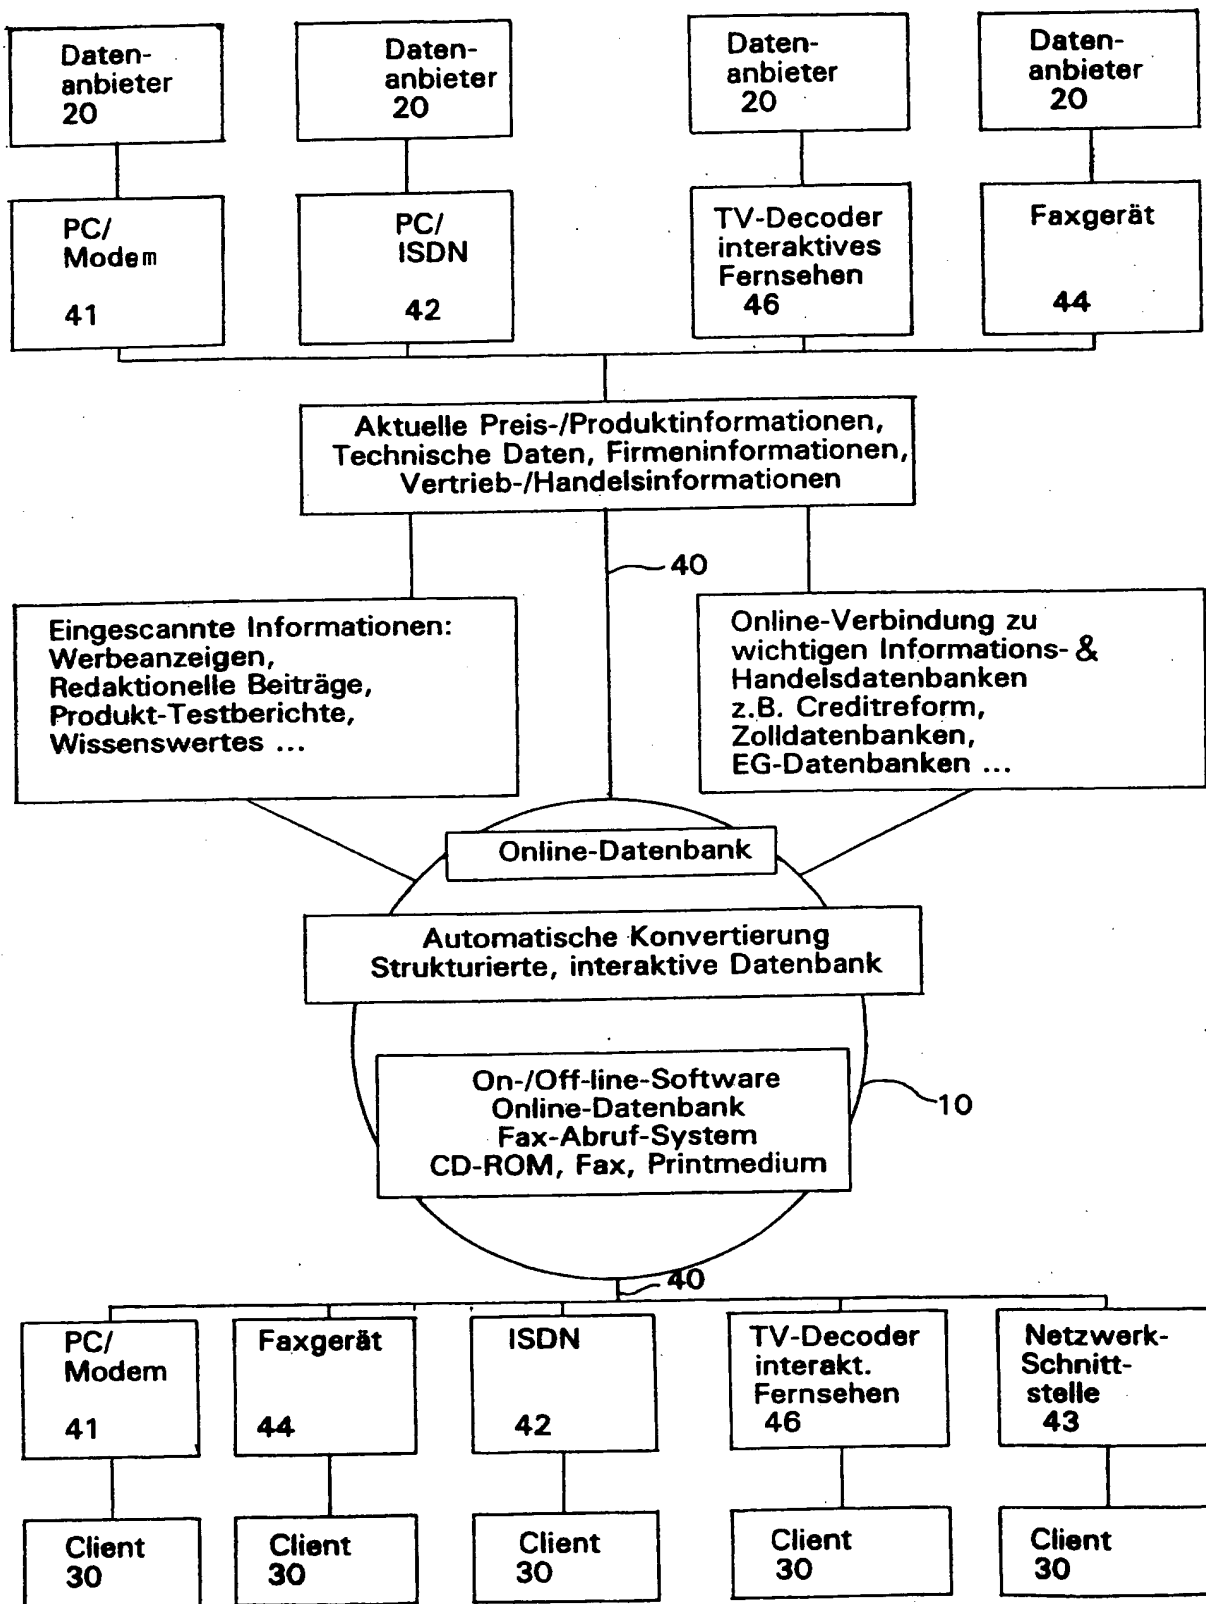 Daten-
anbieter
20
Daten-
anbieter
20
Daten-
anbieter
20
Daten-
anbieter
20
PC/
Modem
41
PC/
ISDN
42
TV-Decoder
interaktives
Fernsehen
46
Faxgerät
44
Aktuelle Preis-/Produktinformationen,
Technische Daten, Firmeninformationen,
Vertrieb-/Handelsinformationen
40
Eingescannte Informationen:
Werbeanzeigen,
Redaktionelle Beiträge,
Produkt-Testberichte,
Wissenswertes ...
Online-Verbindung zu
wichtigen Informations- &
Handelsdatenbanken
z.B. Creditreform,
Zolldatenbanken,
EG-Datenbanken ...
Online-Datenbank
Automatische Konvertierung
Strukturierte, interaktive Datenbank
On-/Off-line-Software
Online-Datenbank
Fax-Abruf-System
CD-ROM, Fax, Printmedium
10
40
PC/
Modem
41
Faxgerät
44
ISDN
42
TV-Decoder
interakt.
Fernsehen
46
Netzwerk-
Schnitt-
stelle
43
Client
30
Client
30
Client
30
Client
30
Client
30